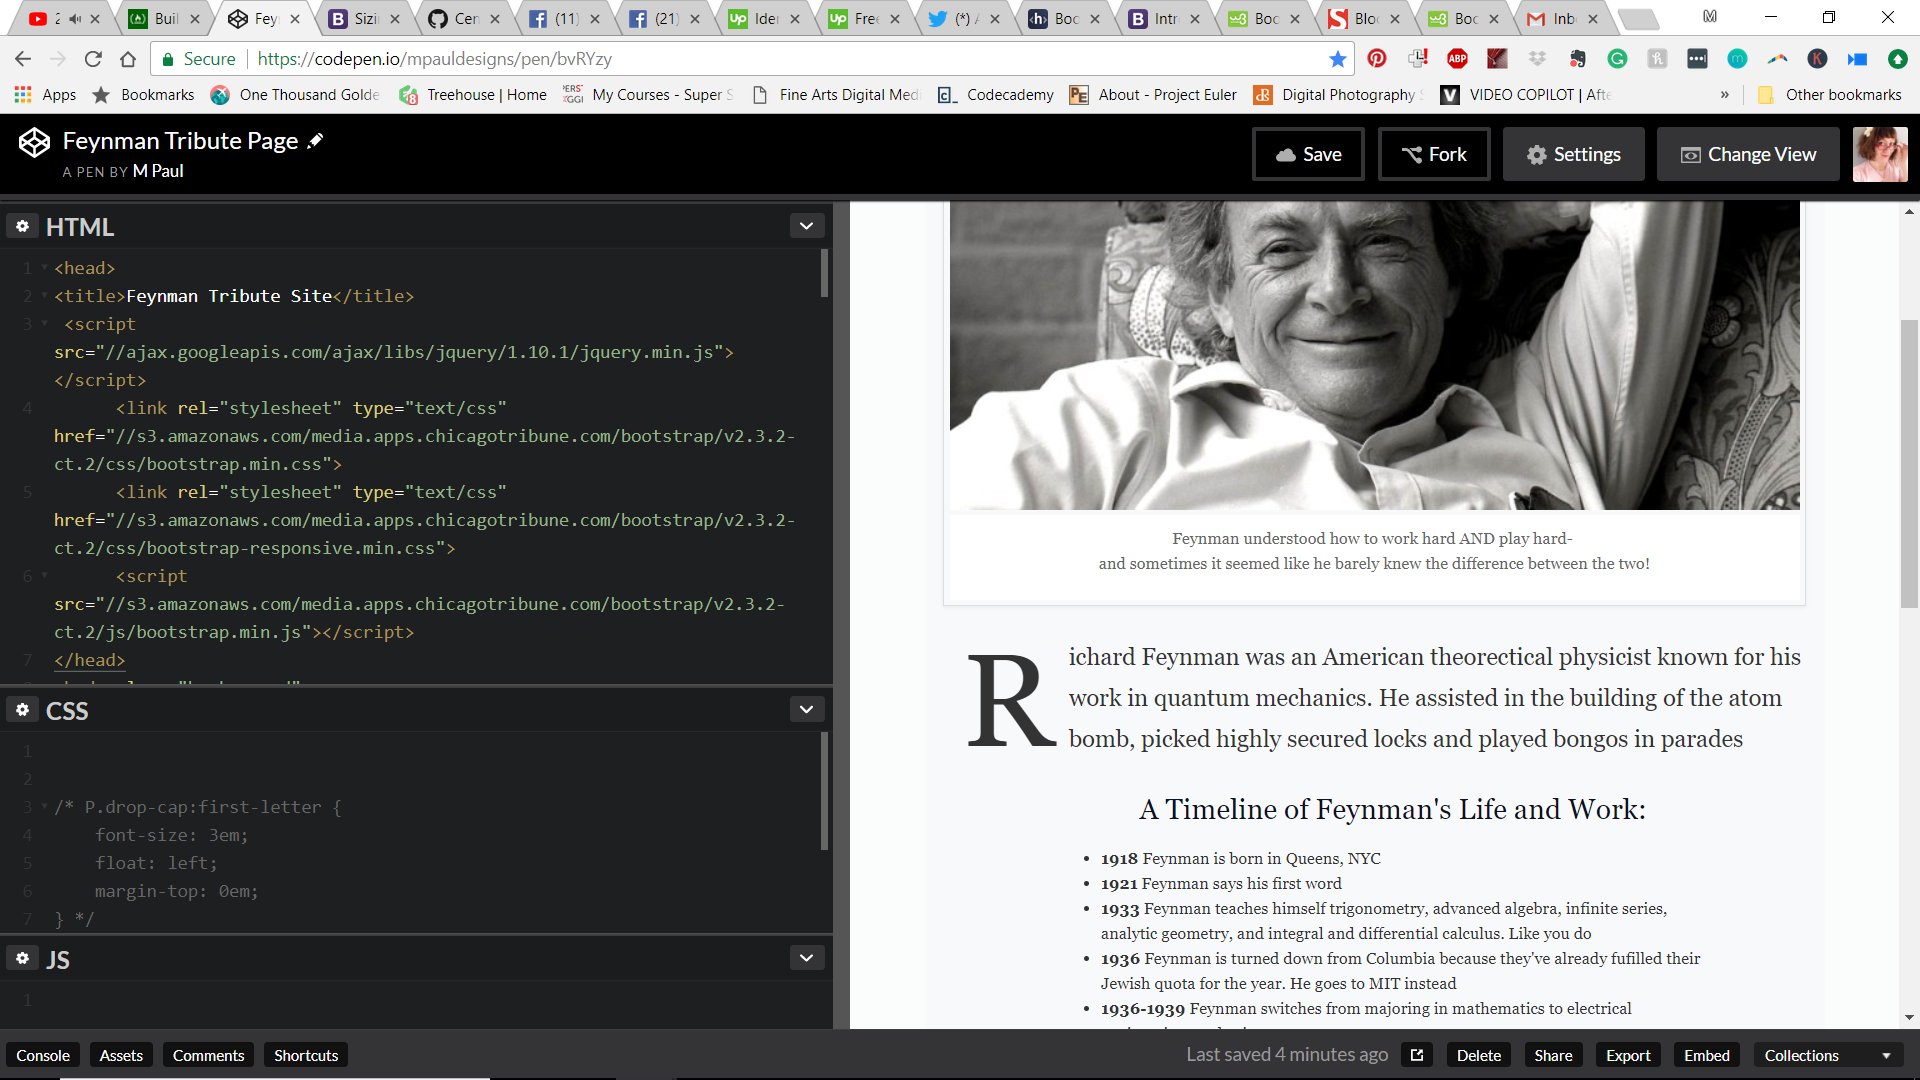 2
Buil
Fey
Sizi
Cen
(11)
(21)
Ider
Free
(*) A
Boc
Intr
Boc
Bloc
Boc
Inb
Secure
https://codepen.io/mpauldesigns/pen/bvRYzy
Apps
Bookmarks
One Thousand Golde
Treehouse | Home
My Courses - Super S
Fine Arts Digital Med
Codecademy
About - Project Euler
Digital Photography
VIDEO COPILOT | Afte
»
Other bookmarks
Feynman Tribute Page
A PEN BY M Paul
Save
Fork
Settings
Change View
HTML
1 <head>
2 <title>Feynman Tribute Site</title>
3 <script
src="//ajax.googleapis.com/ajax/libs/jquery/1.10.1/jquery.min.js">
</script>
4 <link rel="stylesheet" type="text/css"
href="//s3.amazonaws.com/media.apps.chicagotribune.com/bootstrap/v2.3.2-
ct.2/css/bootstrap.min.css">
5 <link rel="stylesheet" type="text/css"
href="//s3.amazonaws.com/media.apps.chicagotribune.com/bootstrap/v2.3.2-
ct.2/css/bootstrap-responsive.min.css">
6 <script
src="//s3.amazonaws.com/media.apps.chicagotribune.com/bootstrap/v2.3.2-
ct.2/js/bootstrap.min.js"></script>
7 </head>
CSS
1
2
3 /* P.drop-cap:first-letter {
4 font-size: 3em;
5 float: left;
6 margin-top: 0em;
7 } */
JS
1
Feynman understood how to work hard AND play hard-
and sometimes it seemed like he barely knew the difference between the two!
Richard Feynman was an American theorectical physicist known for his
work in quantum mechanics. He assisted in the building of the atom
bomb, picked highly secured locks and played bongos in parades
A Timeline of Feynman's Life and Work:
• 1918 Feynman is born in Queens, NYC
• 1921 Feynman says his first word
• 1933 Feynman teaches himself trigonometry, advanced algebra, infinite series,
analytic geometry, and integral and differential calculus. Like you do
• 1936 Feynman is turned down from Columbia because they've already fufilled their
Jewish quota for the year. He goes to MIT instead
• 1936-1939 Feynman switches from majoring in mathematics to electrical
Console
Assets
Comments
Shortcuts
Last saved 4 minutes ago
Delete
Share
Export
Embed
Collections